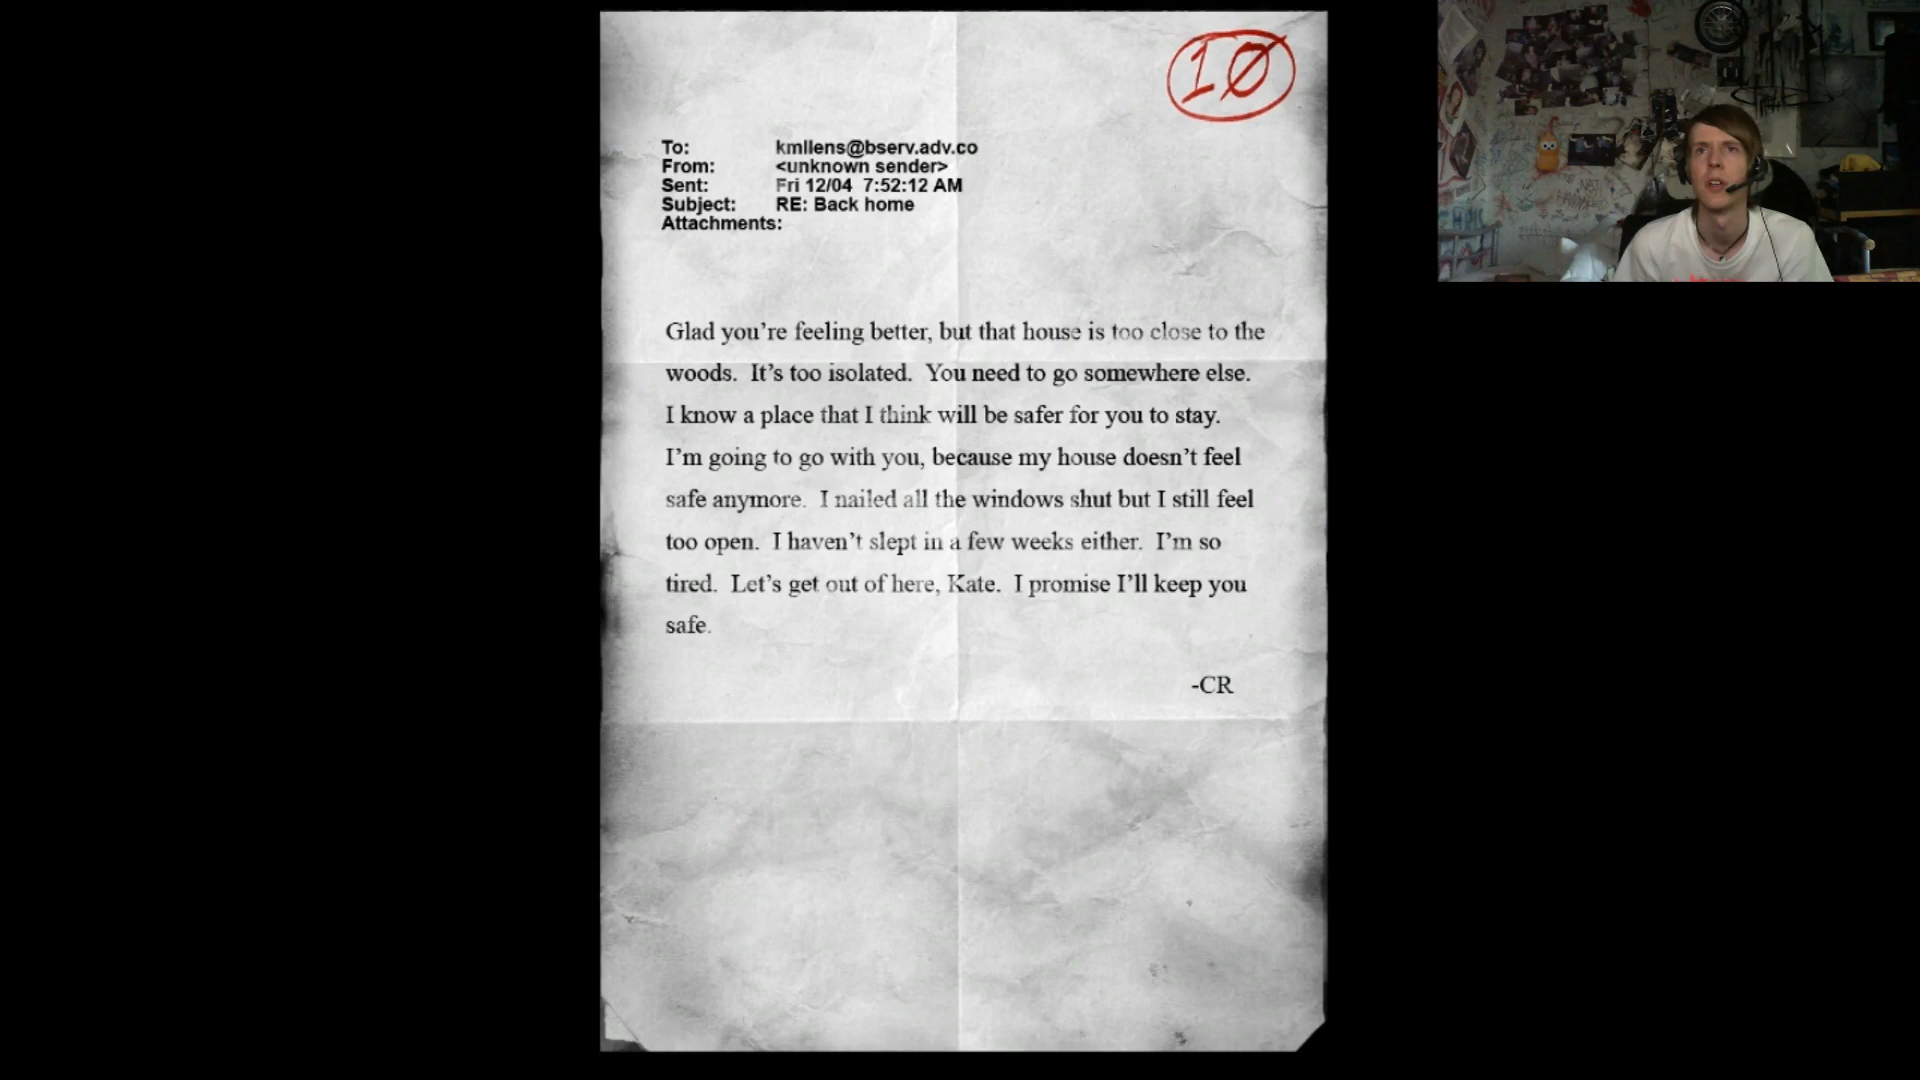 10
To: kmllens@bserv.adv.co
From: <unknown sender>
Sent: Fri 12/04 7:52:12 AM
Subject: RE: Back home
Attachments:
Glad you're feeling better, but that house is too close to the
woods. It's too isolated. You need to go somewhere else.
I know a place that I think will be safer for you to stay.
I'm going to go with you, because my house doesn't feel
safe anymore. I nailed all the windows shut but I still feel
too open. I haven't slept in a few weeks either. I'm so
tired. Let's get out of here, Kate. I promise I'll keep you
safe.
-CR